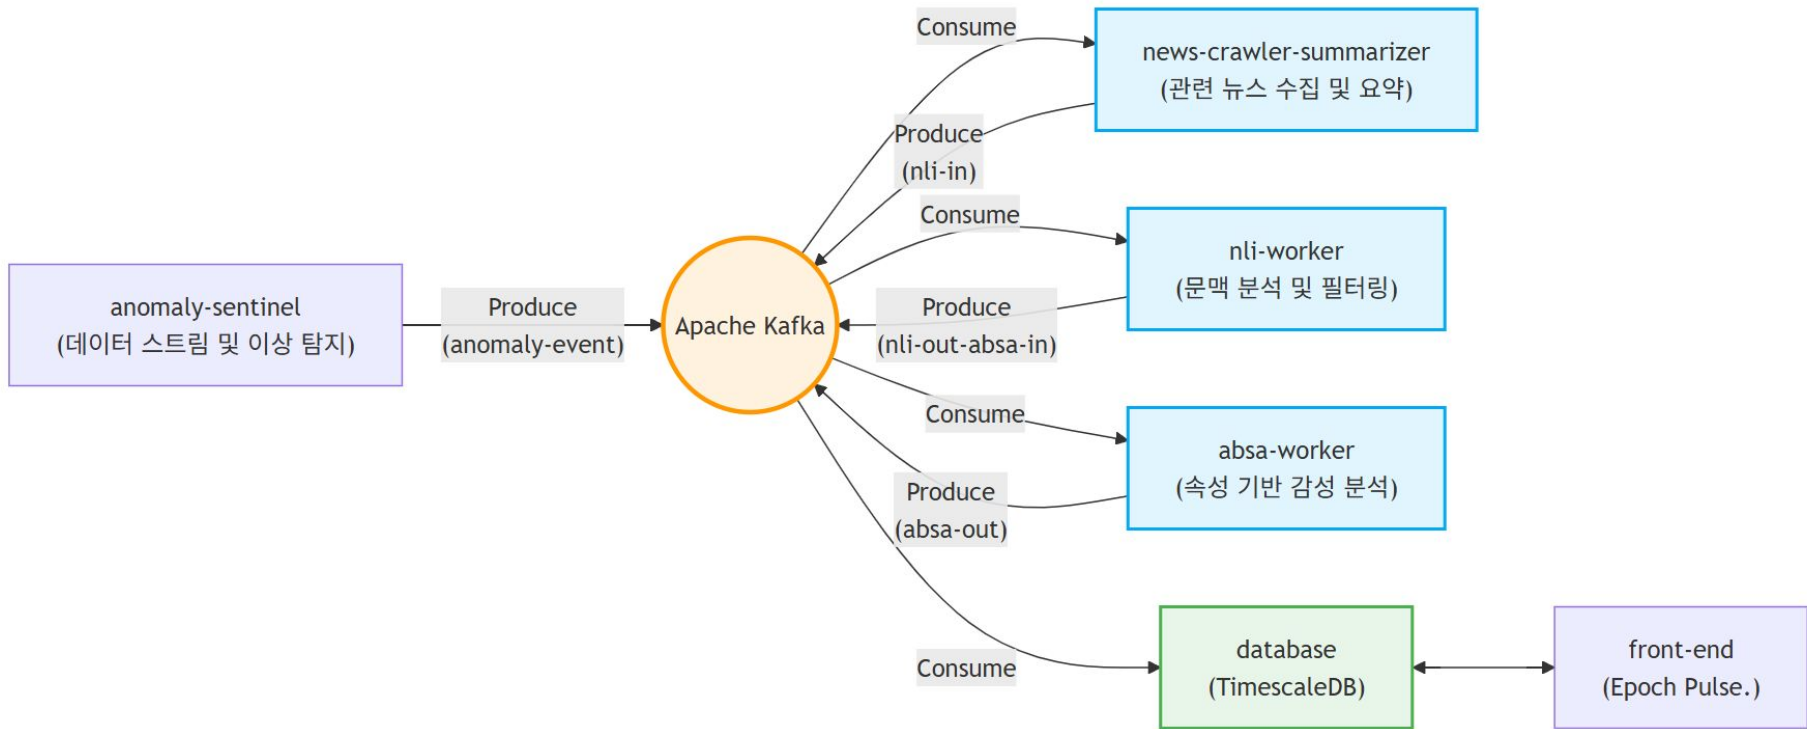 Consume
news-crawler-summarizer
(관련 뉴스 수집 및 요약)
Produce
(nli-in)
Consume
nli-worker
(문맥 분석 및 필터링)
anomaly-sentinel
(데이터 스트림 및 이상 탐지)
Produce
(anomaly-event)
Apache Kafka
Produce
(nli-out-absa-in)
Consume
absa-worker
(속성 기반 감성 분석)
Produce
(absa-out)
Consume
database
(TimescaleDB)
front-end
(Epoch Pulse.)